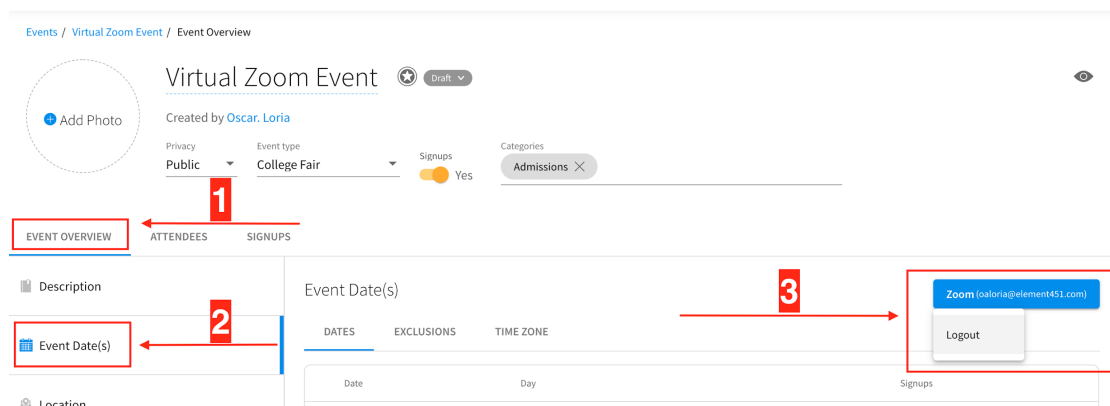 Events / Virtual Zoom Event / Event Overview
Virtual Zoom Event Draft
Add Photo
Created by Oscar. Loria
Privacy Event type Signups Categories
Public College Fair Yes Admissions
1
EVENT OVERVIEW ATTENDEES SIGNUPS
Description
Event Date(s)
3
Zoom (oaloria@element451.com)
2
DATES EXCLUSIONS TIME ZONE
Logout
Event Date(s)
Date Day Signups
Location